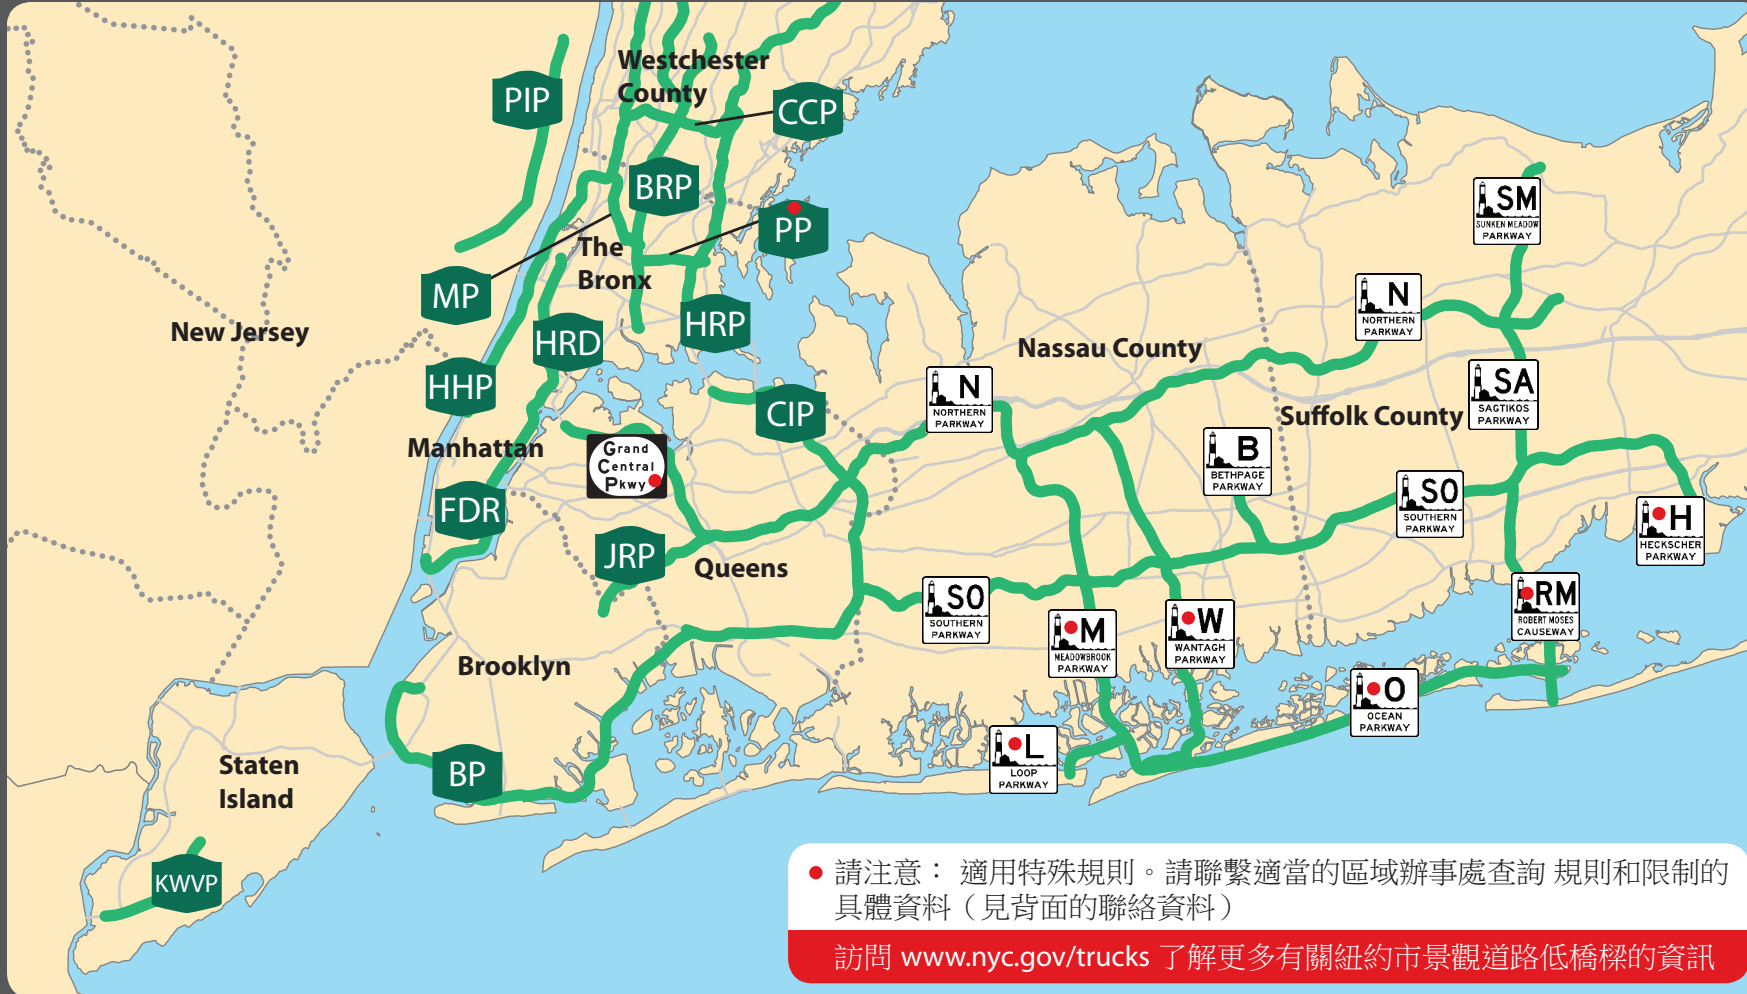 Westchester
County
PIP
CCP
BRP
PP
The
Bronx
MP
New Jersey
HRD
HRP
HHP
Manhattan
CIP
Grand
Central
Pkwy
FDR
JRP
Queens
Brooklyn
BP
Staten
Island
KWVP
SM
SUNKEN MEADOW
PARKWAY
N
NORTHERN
PARKWAY
Nassau County
N
NORTHERN
PARKWAY
SA
SAGTIKOS
PARKWAY
Suffolk County
B
BETHPAGE
PARKWAY
SO
SOUTHERN
PARKWAY
H
HECKSCHER
PARKWAY
SO
SOUTHERN
PARKWAY
RM
ROBERT MOSES
CAUSEWAY
M
MEADOWBROOK
PARKWAY
W
WANTAGH
PARKWAY
O
OCEAN
PARKWAY
L
LOOP
PARKWAY
請注意： 適用特殊規則。請聯繫適當的區域辦事處查詢 規則和限制的
具體資料（見背面的聯絡資料）
訪問 www.nyc.gov/trucks 了解更多有關紐約市景觀道路低橋樑的資訊